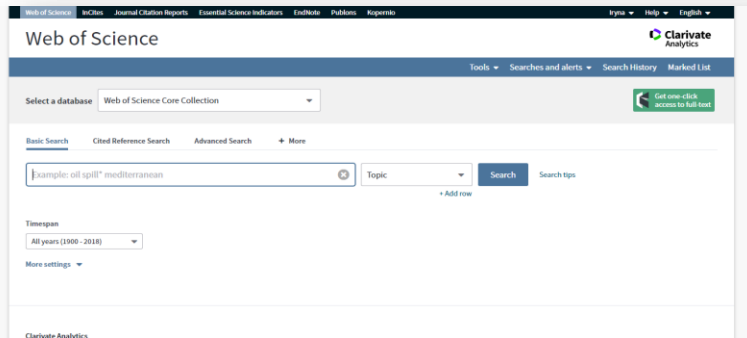 Web of Science InCites Journal Citation Reports Essential Science Indicators EndNote Publons Kopernio Iryna Help English
Web of Science
Clarivate
Analytics
Tools Searches and alerts Search History Marked List
Select a database Web of Science Core Collection
Get one-click
access to full-text
Basic Search Cited Reference Search Advanced Search + More
Example: oil spill* mediterranean Topic Search Search tips
+ Add row
Timespan
All years (1900 - 2018)
More settings
Clarivate Analytics